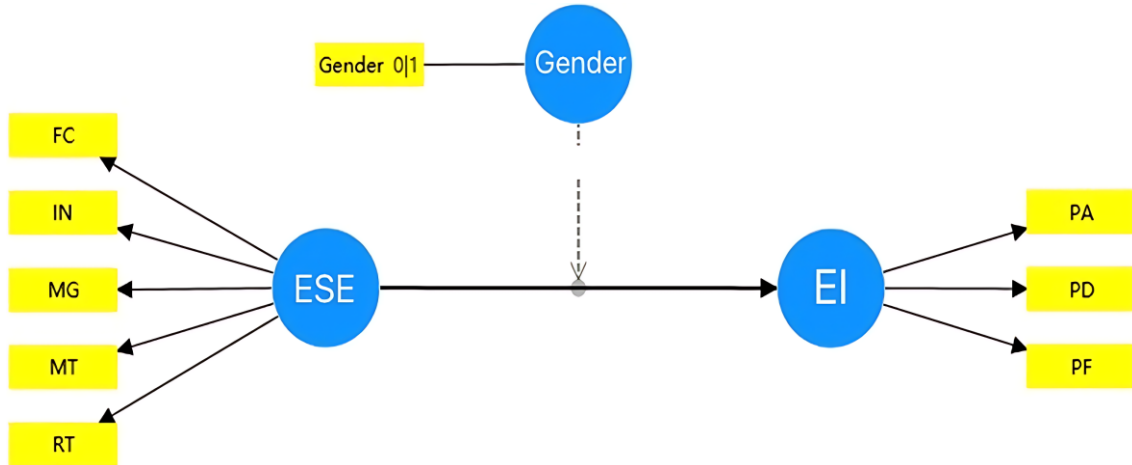 Gender 0|1
Gender
FC
IN
MG
MT
RT
ESE
EI
PA
PD
PF